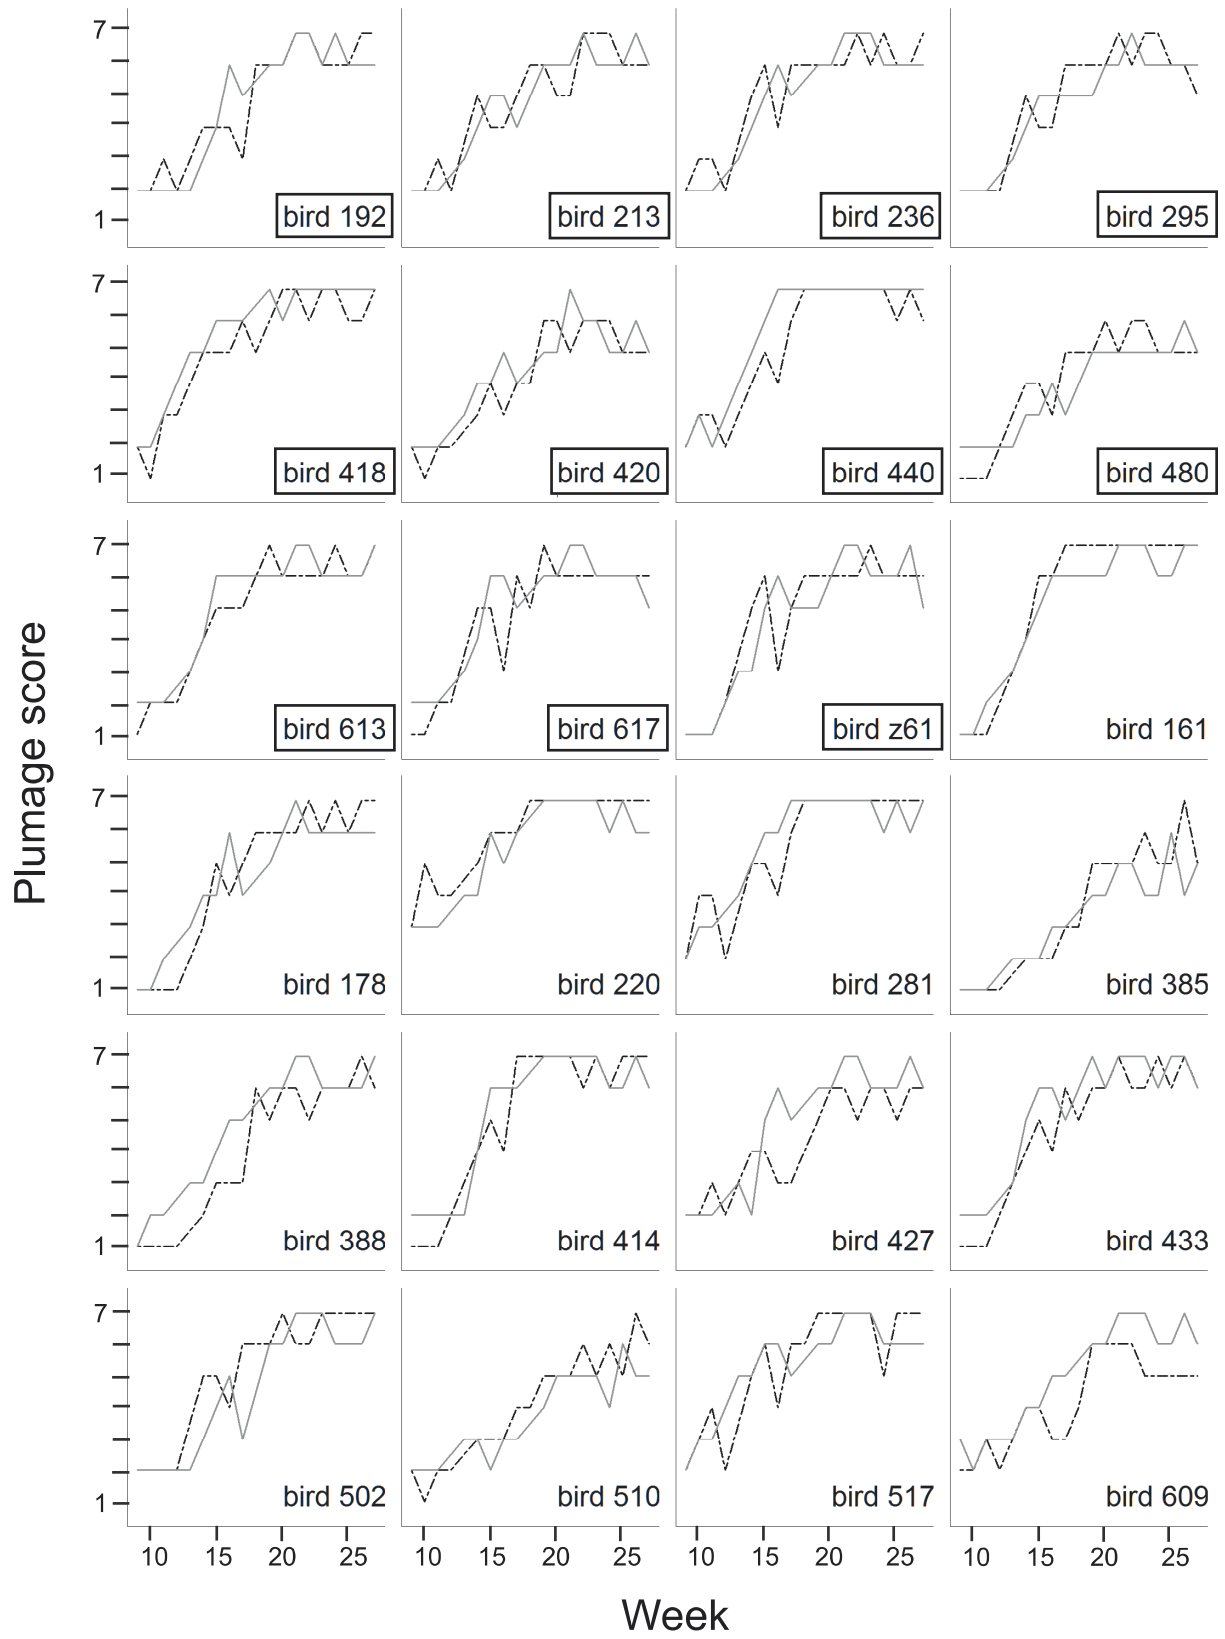 7
1
bird 192
bird 213
bird 236
bird 295
7
1
bird 418
bird 420
bird 440
bird 480
7
1
bird 613
bird 617
bird z61
bird 161
Plumage score
7
1
bird 178
bird 220
bird 281
bird 385
7
1
bird 388
bird 414
bird 427
bird 433
7
1
bird 502
bird 510
bird 517
bird 609
10 15 20 25 10 15 20 25 10 15 20 25 10 15 20 25
Week